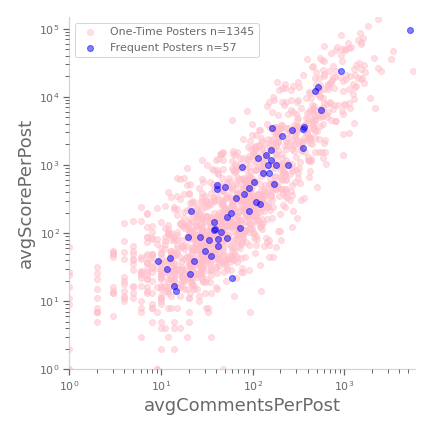 One-Time Posters n=1345
Frequent Posters n=57
avgScorePerPost
10⁵
10⁴
10³
10²
10¹
10⁰
10⁰ 10¹ 10² 10³
avgCommentsPerPost